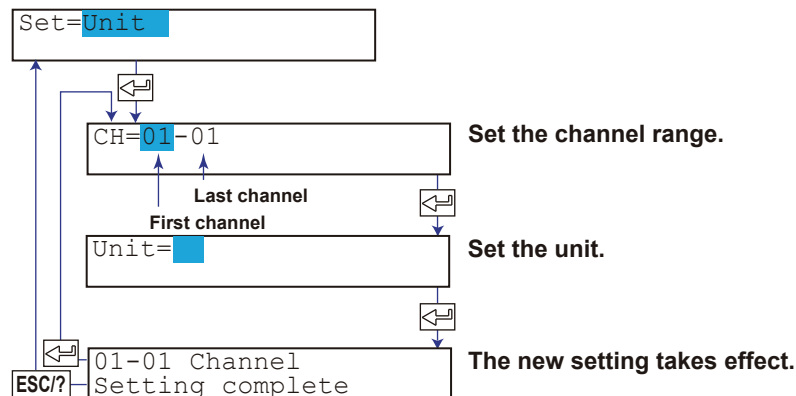 Set=Unit
CH=01-01
Set the channel range.
Last channel
First channel
Unit=
Set the unit.
01-01 Channel
Setting complete
The new setting takes effect.
ESC/?